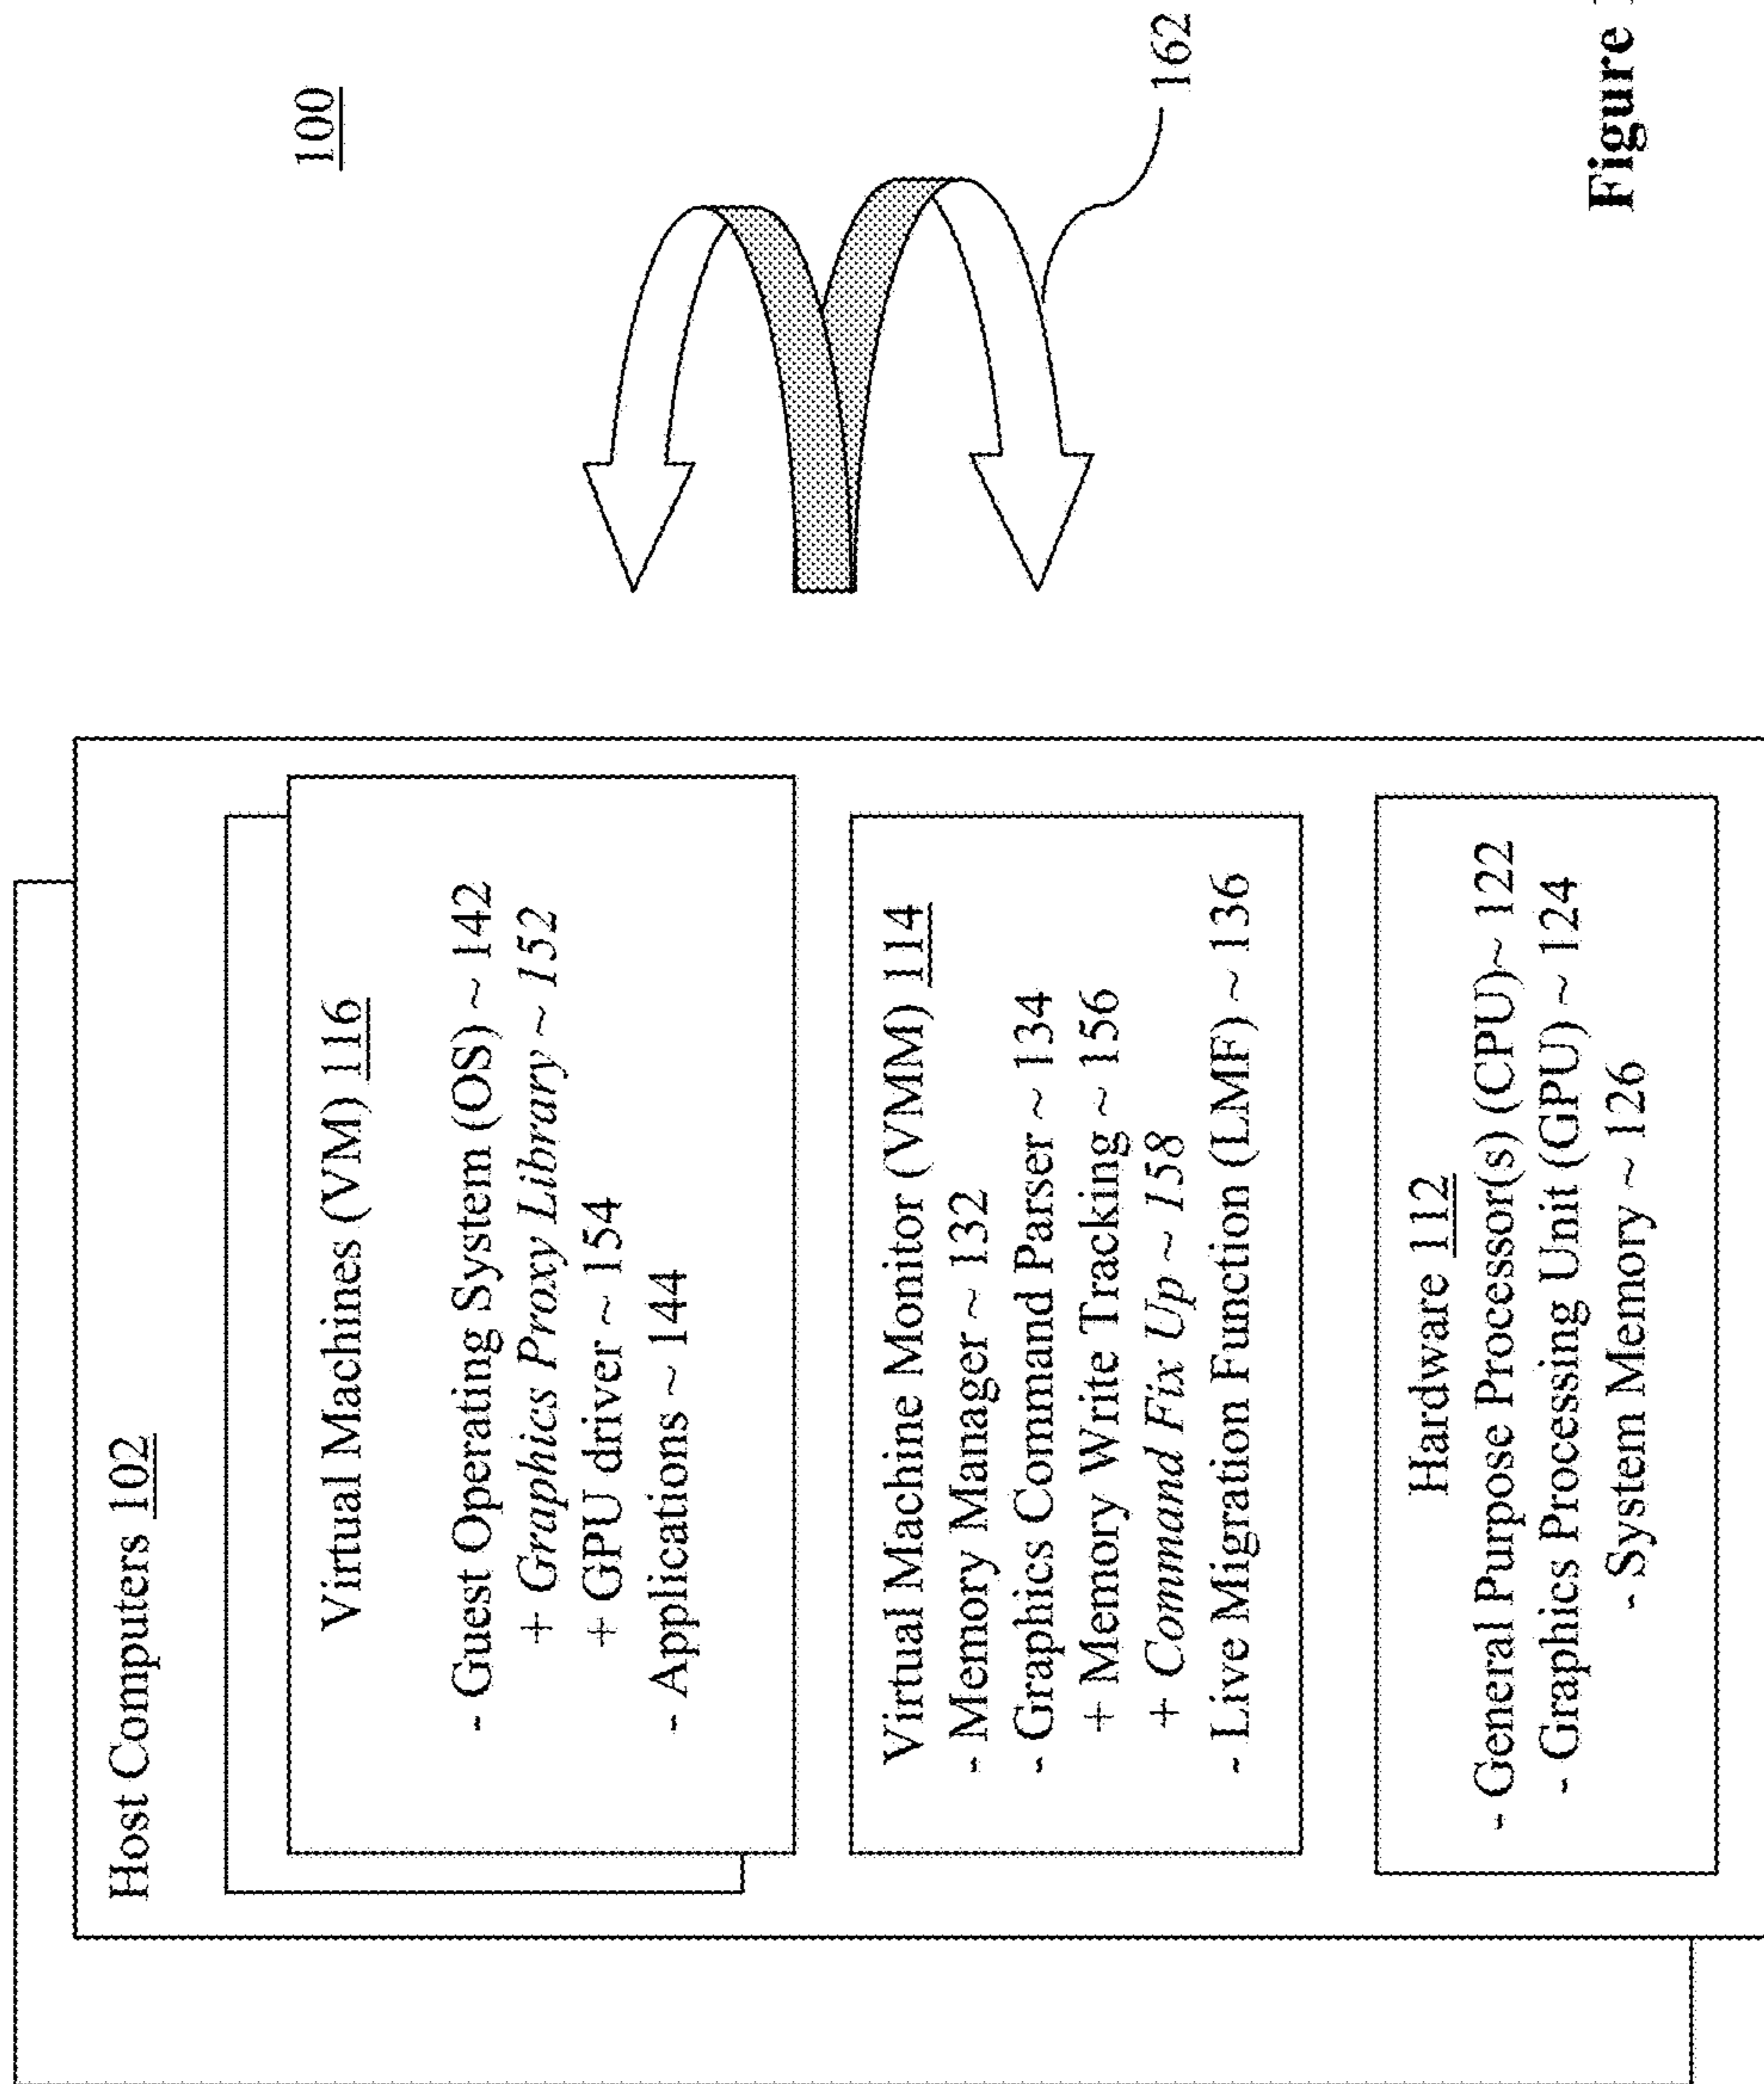 100
Host Computers 102
Virtual Machines (VM) 116
- Guest Operating System (OS) ~ 142
+ Graphics Proxy Library ~ 152
+ GPU driver ~ 154
- Applications ~ 144
Virtual Machine Monitor (VMM) 114
- Memory Manager ~ 132
- Graphics Command Parser ~ 134
+ Memory Write Tracking ~ 156
+ Command Fix Up ~ 158
- Live Migration Function (LMF) ~ 136
Hardware 112
- General Purpose Processor(s) (CPU)~ 122
- Graphics Processing Unit (GPU) ~ 124
- System Memory ~ 126
162
Figure